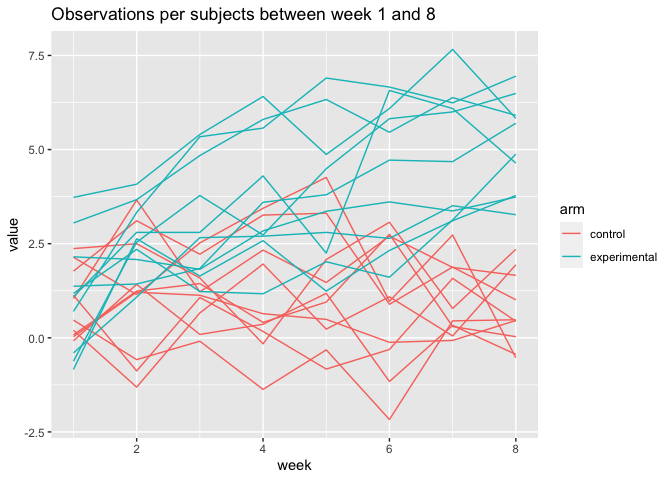 Observations per subjects between week 1 and 8
7.5
5.0
2.5
0.0
-2.5
value
2
4
6
8
week
arm
control
experimental